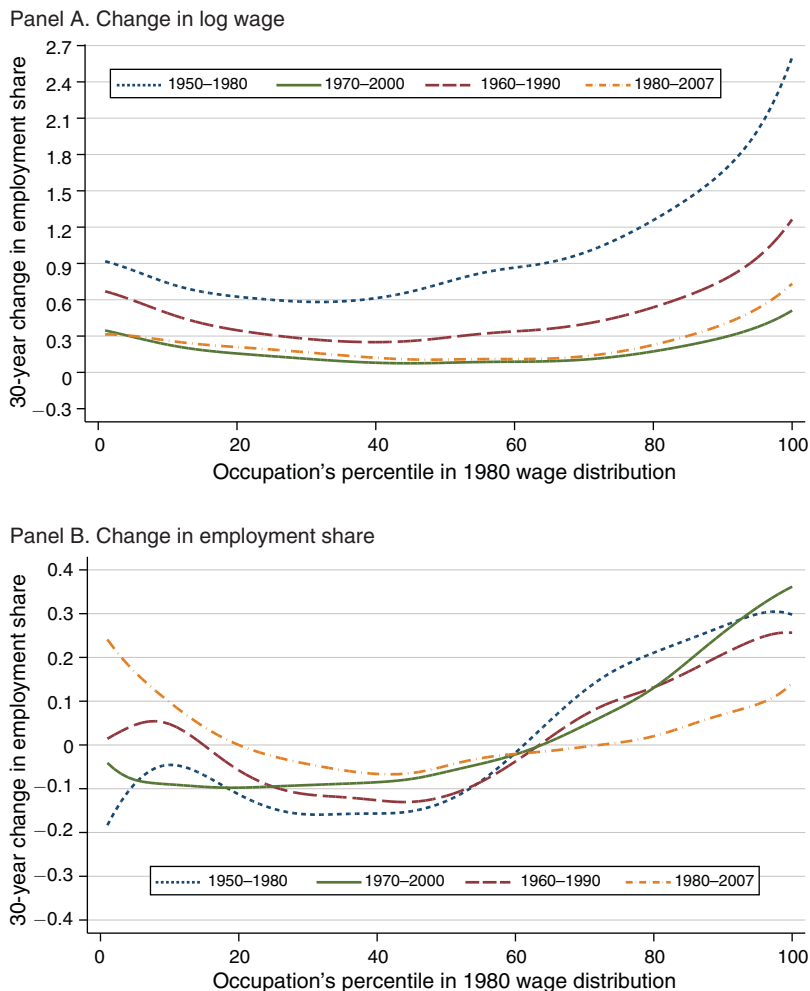 Panel A. Change in log wage
30-year change in employment share
2.7
2.4
2.1
1.8
1.5
1.2
0.9
0.6
0.3
0
−0.3
1950–1980 1970–2000 1960–1990 1980–2007
0 20 40 60 80 100
Occupation's percentile in 1980 wage distribution
Panel B. Change in employment share
30-year change in employment share
0.4
0.3
0.2
0.1
0
−0.1
−0.2
−0.3
−0.4
1950–1980 1970–2000 1960–1990 1980–2007
0 20 40 60 80 100
Occupation's percentile in 1980 wage distribution